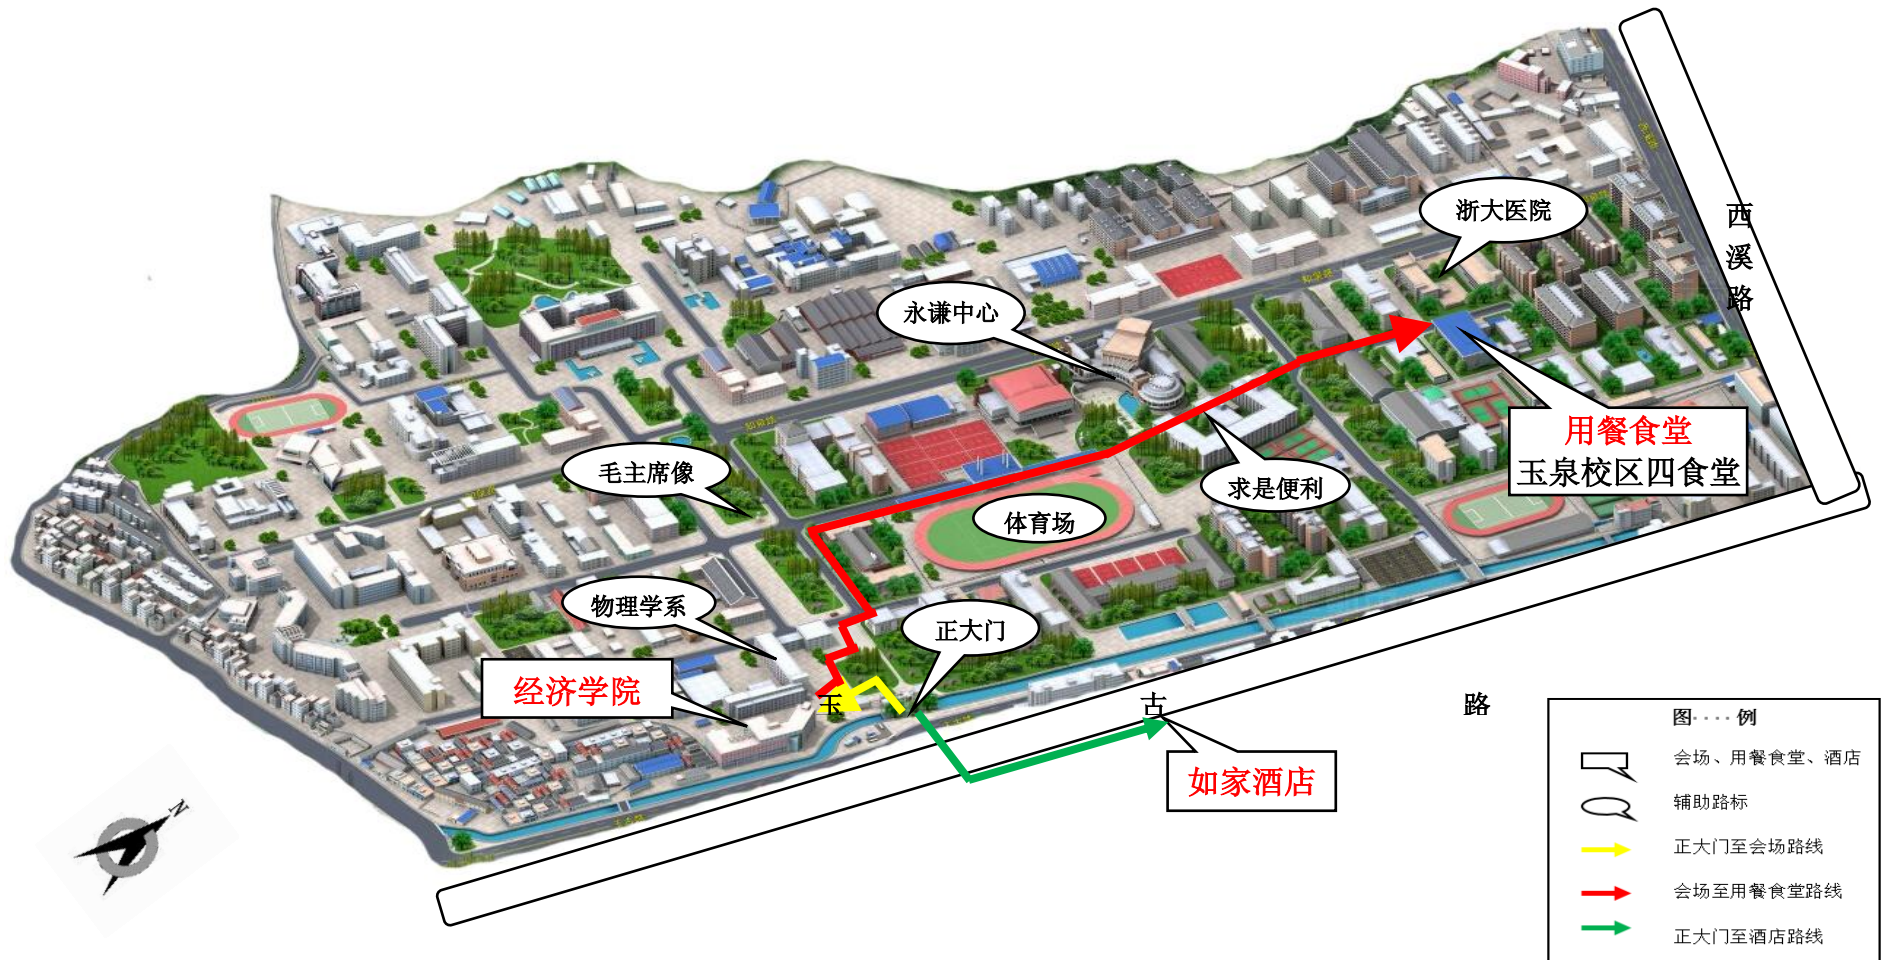 西
溪
路
浙大医院
永谦中心
用餐食堂
玉泉校区四食堂
毛主席像
求是便利
体育场
物理学系
正大门
经济学院
玉 古 路
如家酒店
N
图····例
会场、用餐食堂、酒店
辅助路标
正大门至会场路线
会场至用餐食堂路线
正大门至酒店路线